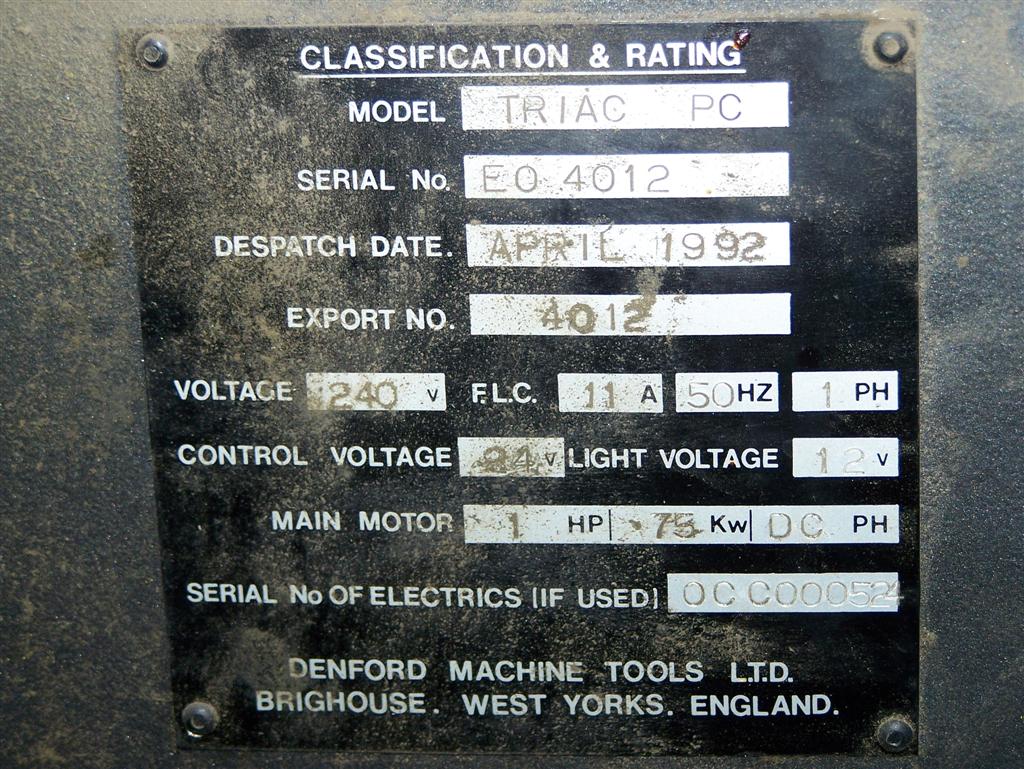 CLASSIFICATION & RATING
MODEL TRIAC PC
SERIAL No. EO 4012
DESPATCH DATE. APRIL 1992
EXPORT NO. 4012
VOLTAGE 240 V F.L.C. 11 A 50 HZ 1 PH
CONTROL VOLTAGE 24 V LIGHT VOLTAGE 12 V
MAIN MOTOR 1 HP .75 Kw DC PH
SERIAL No OF ELECTRICS (IF USED) OC C000524
DENFORD MACHINE TOOLS L.T.D.
BRIGHOUSE. WEST YORKS. ENGLAND.